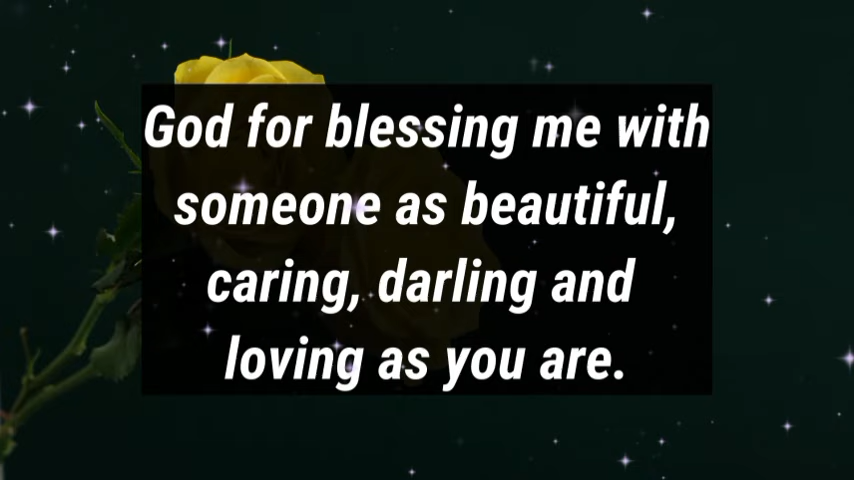 God for blessing me with
someone as beautiful,
caring, darling and
loving as you are.